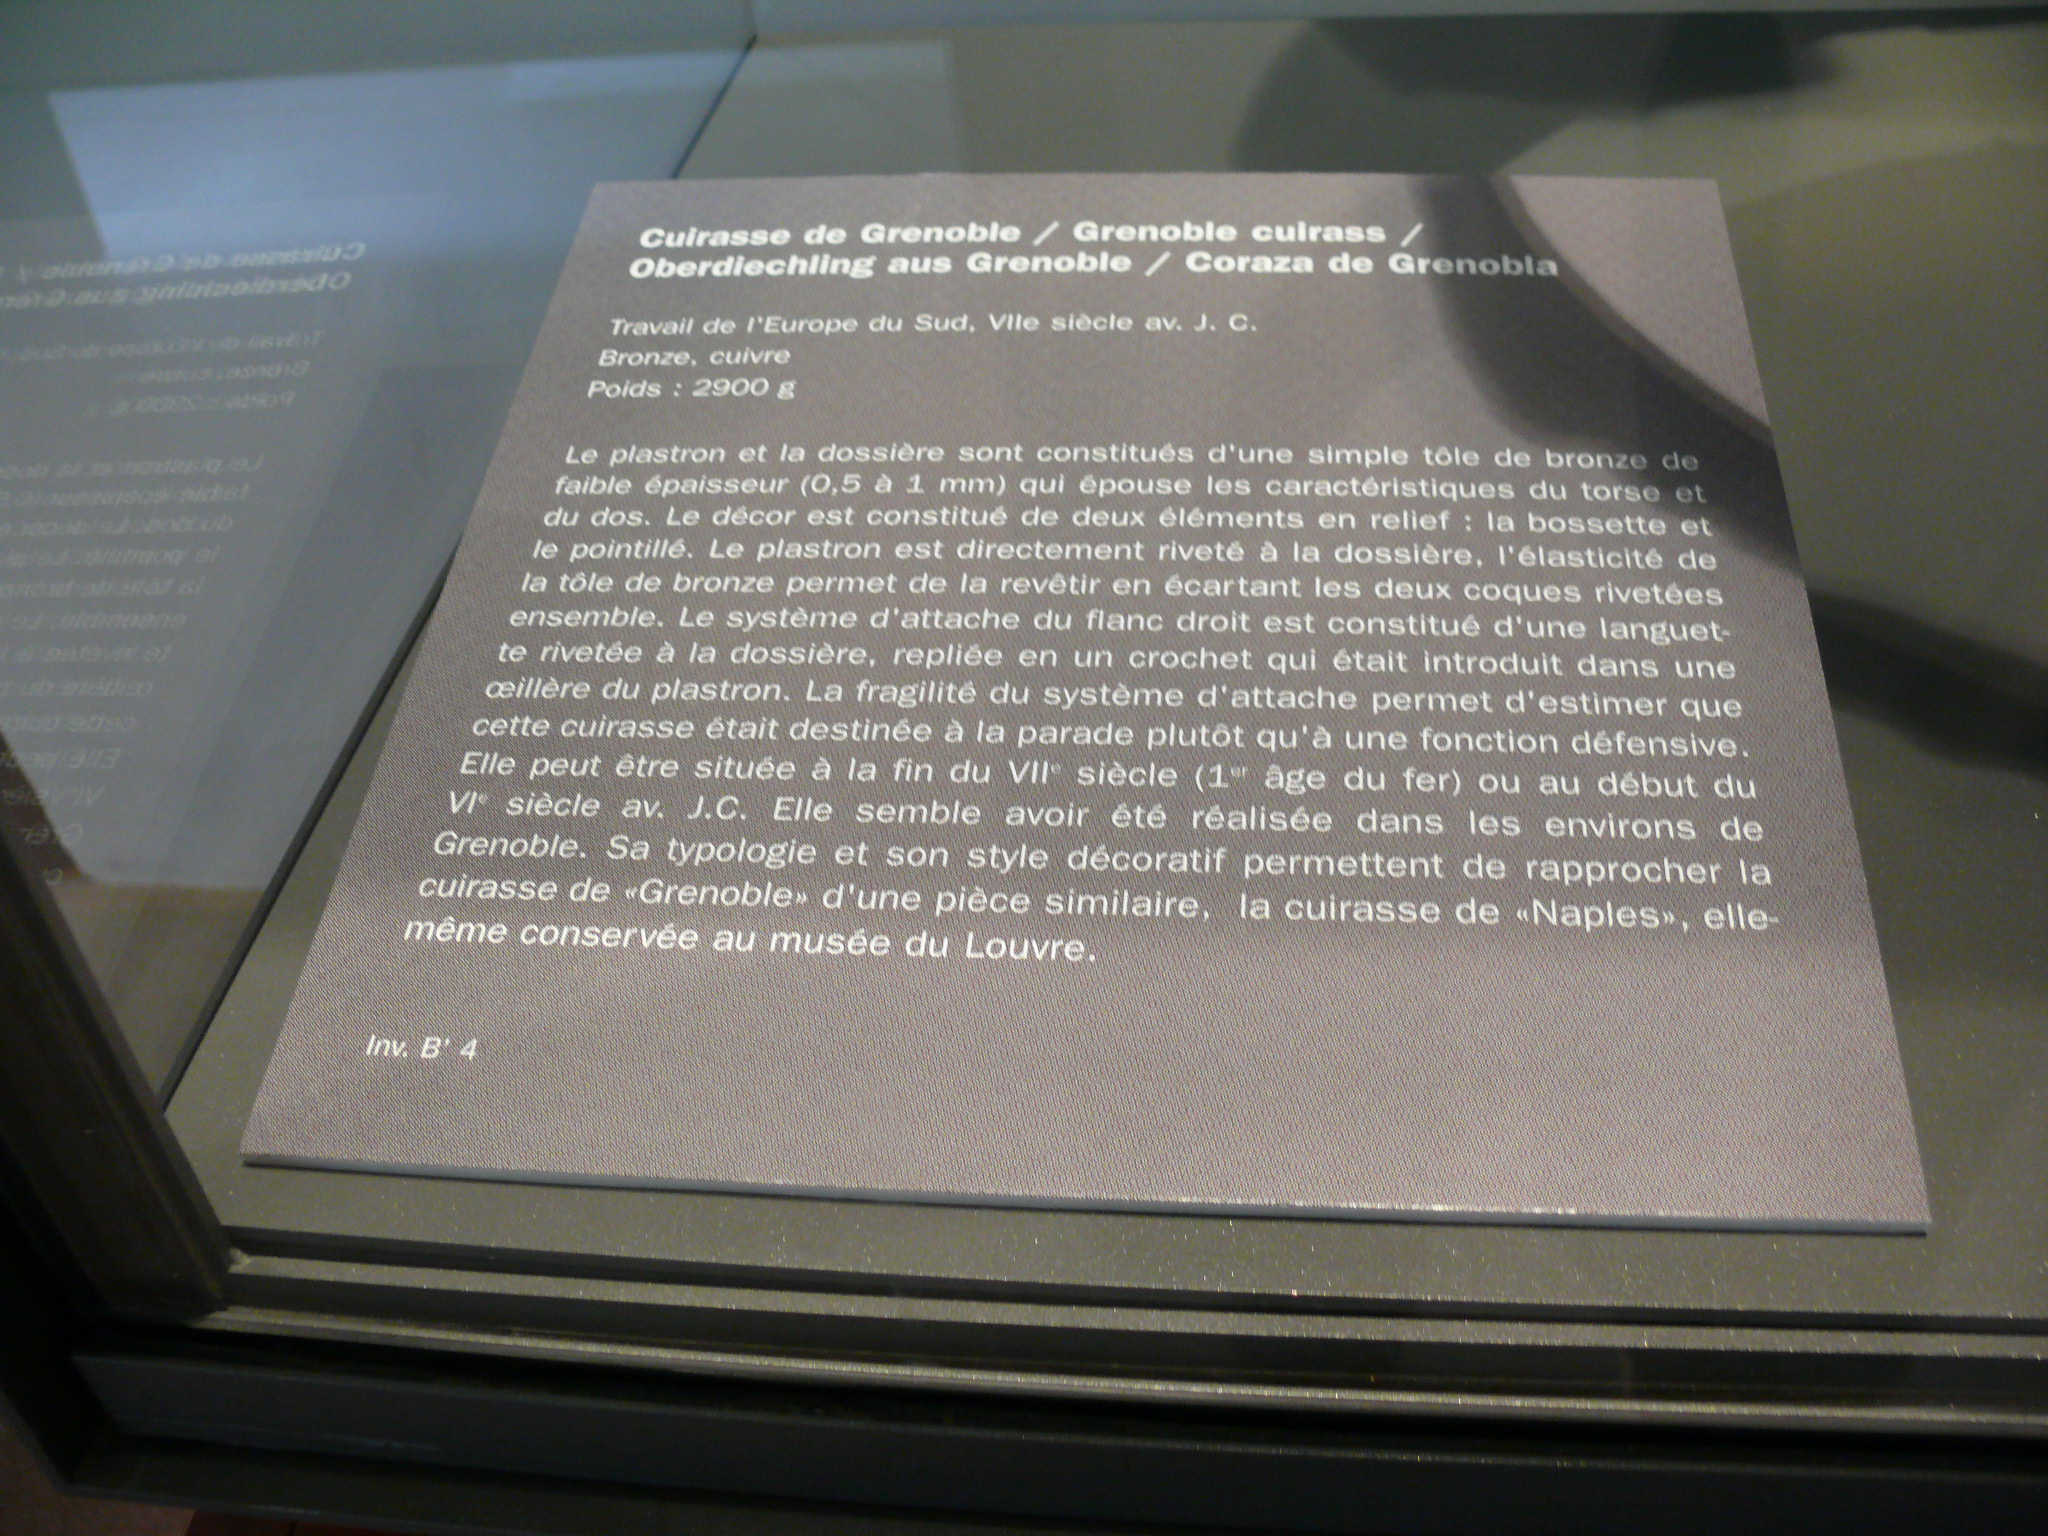 Cuirasse de Grenoble / Grenoble cuirass /
Oberdiechling aus Grenoble / Coraza de Grenobla
Travail de l'Europe du Sud, VIIe siècle av. J. C.
Bronze, cuivre
Poids : 2900 g
Le plastron et la dossière sont constitués d'une simple tôle de bronze de
faible épaisseur (0,5 à 1 mm) qui épouse les caractéristiques du torse et
du dos. Le décor est constitué de deux éléments en relief : la bossette et
le pointillé. Le plastron est directement riveté à la dossière, l'élasticité de
la tôle de bronze permet de la revêtir en écartant les deux coques rivetées
ensemble. Le système d'attache du flanc droit est constitué d'une languet-
te rivetée à la dossière, repliée en un crochet qui était introduit dans une
œillère du plastron. La fragilité du système d'attache permet d'estimer que
cette cuirasse était destinée à la parade plutôt qu'à une fonction défensive.
Elle peut être située à la fin du VIIe siècle (1er âge du fer) ou au début du
VIe siècle av. J.C. Elle semble avoir été réalisée dans les environs de
Grenoble. Sa typologie et son style décoratif permettent de rapprocher la
cuirasse de «Grenoble» d'une pièce similaire, la cuirasse de «Naples», elle-
même conservée au musée du Louvre.
Inv. B' 4